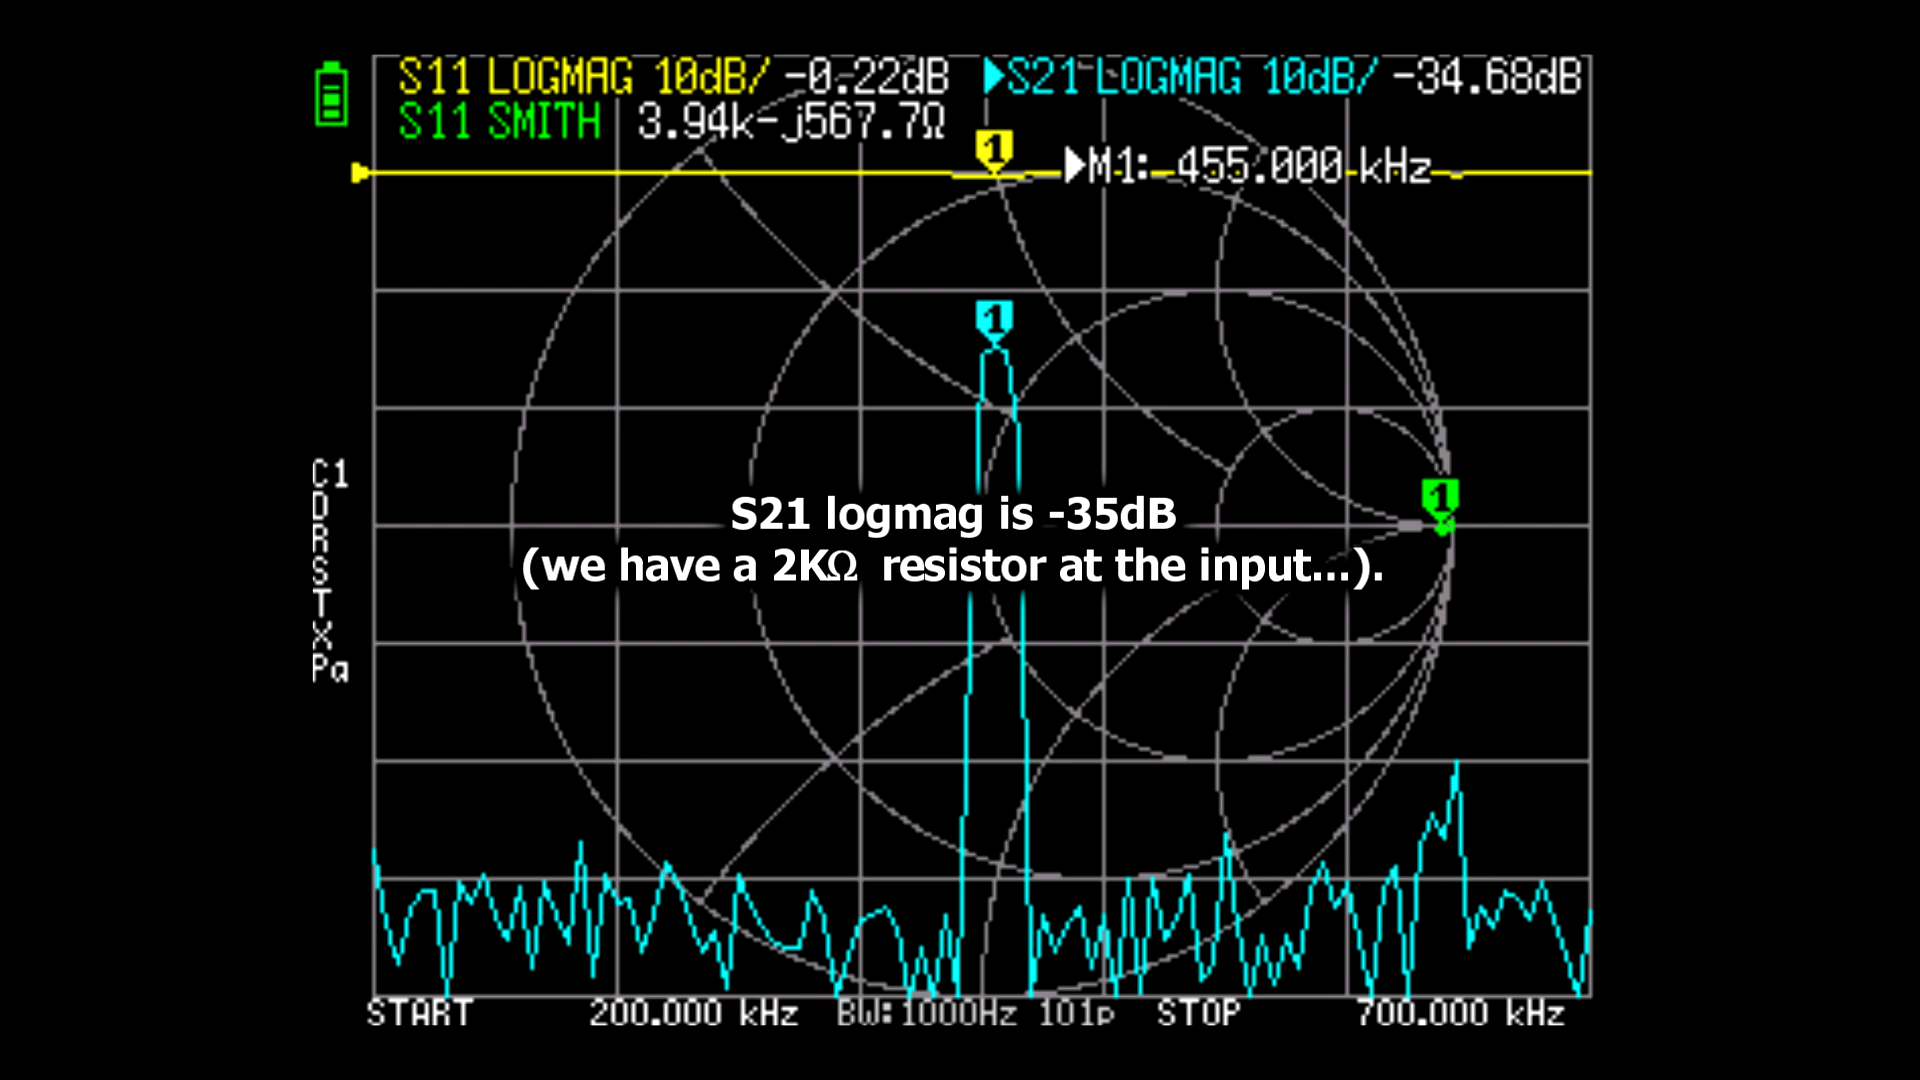 S11 LOGMAG 10dB/ -0.22dB
S21 LOGMAG 10dB/ -34.68dB
S11 SMITH 3.94k-j567.7Ω
1
M1: 455.000 kHz
1
C1
D
R
S
T
X
Pa
1
S21 logmag is -35dB
(we have a 2KΩ resistor at the input...).
START 200.000 kHz BW:1000Hz 101p STOP 700.000 kHz